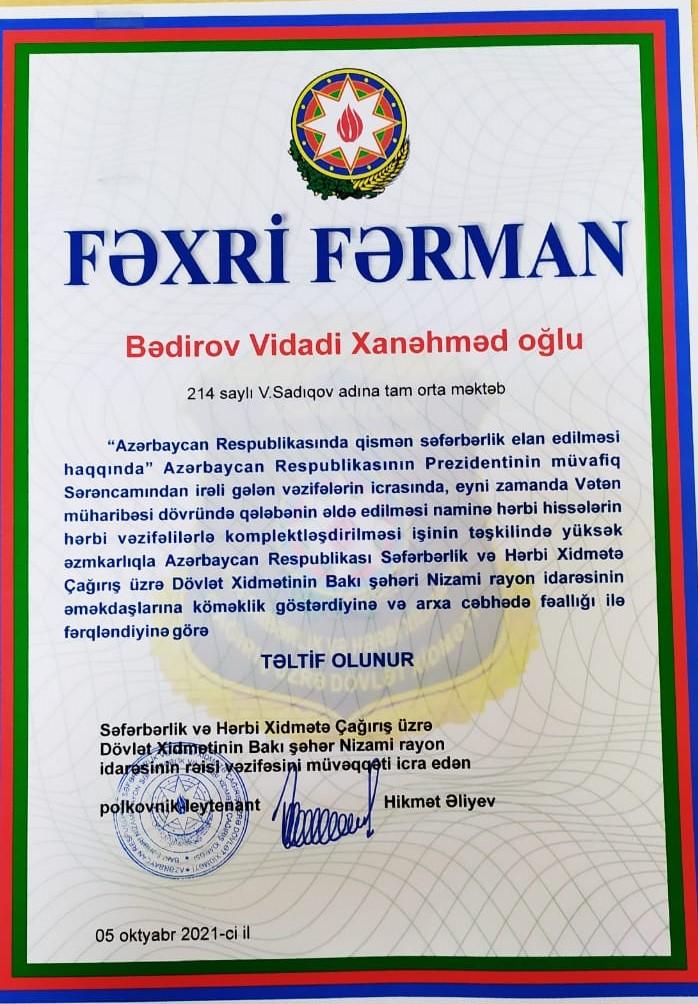 FƏXRİ FƏRMAN
Bədirov Vidadi Xanəhməd oğlu
214 saylı V.Sadıqov adına tam orta məktəb
“Azərbaycan Respublikasında qismən səfərbərlik elan edilməsi
haqqında” Azərbaycan Respublikasının Prezidentinin müvafiq
Sərəncamından irəli gələn vəzifələrin icrasında, eyni zamanda Vətən
müharibəsi dövründə qələbənin əldə edilməsi naminə hərbi hissələrin
hərbi vəzifəlilərlə komplektləşdirilməsi işinin təşkilində yüksək
əzmkarlıqla Azərbaycan Respublikası Səfərbərlik və Hərbi Xidmətə
Çağırış üzrə Dövlət Xidmətinin Bakı şəhəri Nizami rayon idarəsinin
əməkdaşlarına köməklik göstərdiyinə və arxa cəbhədə fəallığı ilə
fərqləndiyinə görə
TƏLTİF OLUNUR
Səfərbərlik və Hərbi Xidmətə Çağırış üzrə
Dövlət Xidmətinin Bakı şəhər Nizami rayon
idarəsinin rəisi vəzifəsini müvəqqəti icra edən
polkovnik-leytenant Hikmət Əliyev
05 oktyabr 2021-ci il